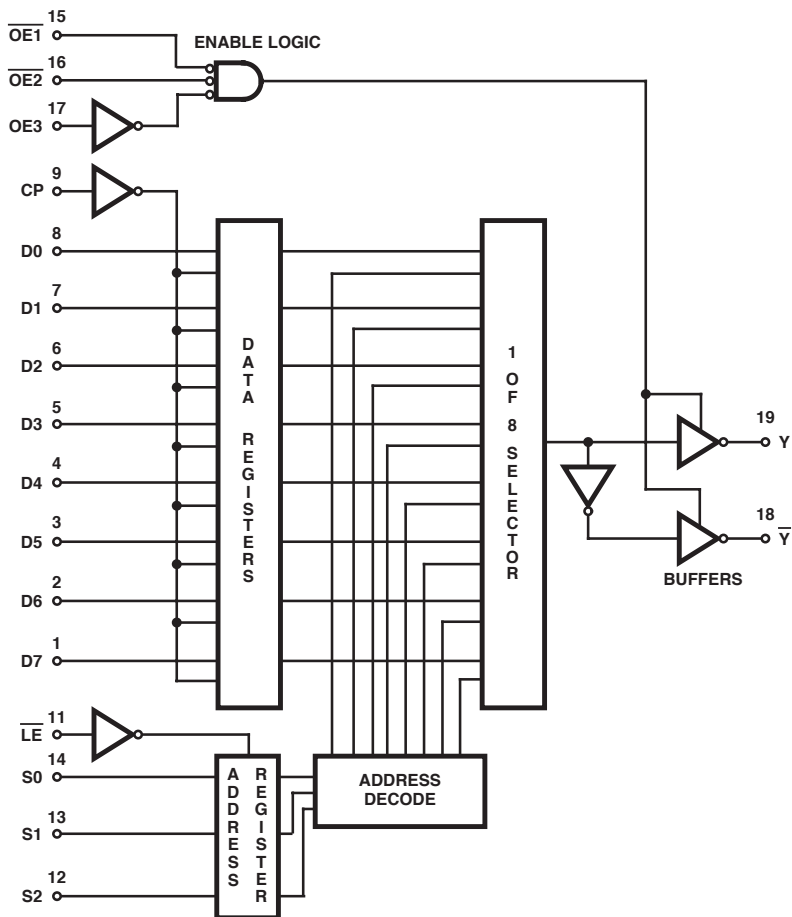 15
OE1
ENABLE LOGIC
16
OE2
17
OE3
9
CP
8
D0
7
D1
6
D2
5
D3
4
D4
3
D5
2
D6
1
D7
DATA REGISTERS
1 OF 8 SELECTOR
19
Y
18
Y
BUFFERS
11
LE
14
S0
13
S1
12
S2
ADDRESS REGISTER
ADDRESS
DECODE